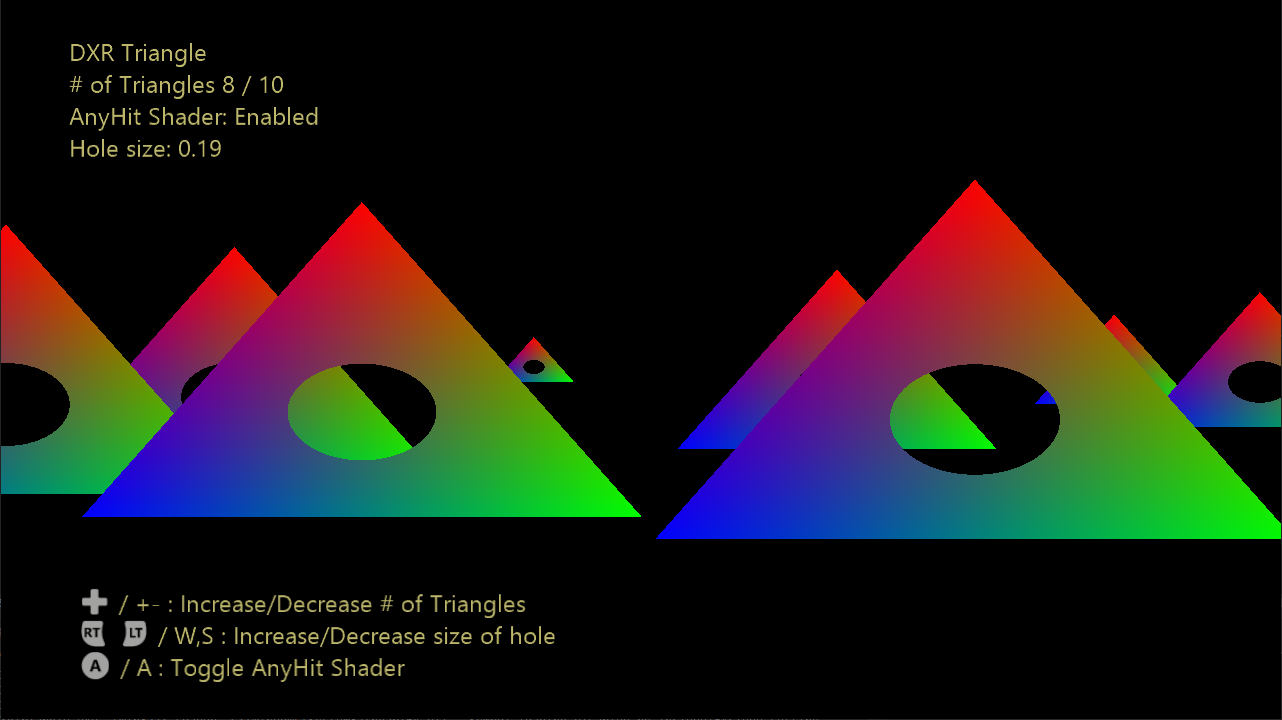 DXR Triangle
# of Triangles 8 / 10
AnyHit Shader: Enabled
Hole size: 0.19
/ +- : Increase/Decrease # of Triangles
RT LT / W,S : Increase/Decrease size of hole
A / A : Toggle AnyHit Shader